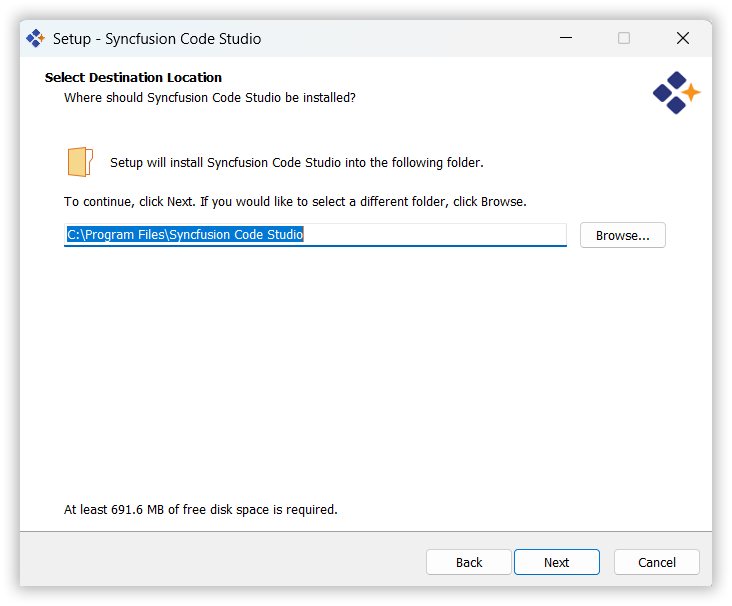 Setup - Syncfusion Code Studio
Select Destination Location
Where should Syncfusion Code Studio be installed?
Setup will install Syncfusion Code Studio into the following folder.
To continue, click Next. If you would like to select a different folder, click Browse.
C:\Program Files\Syncfusion Code Studio
Browse...
At least 691.6 MB of free disk space is required.
Back
Next
Cancel